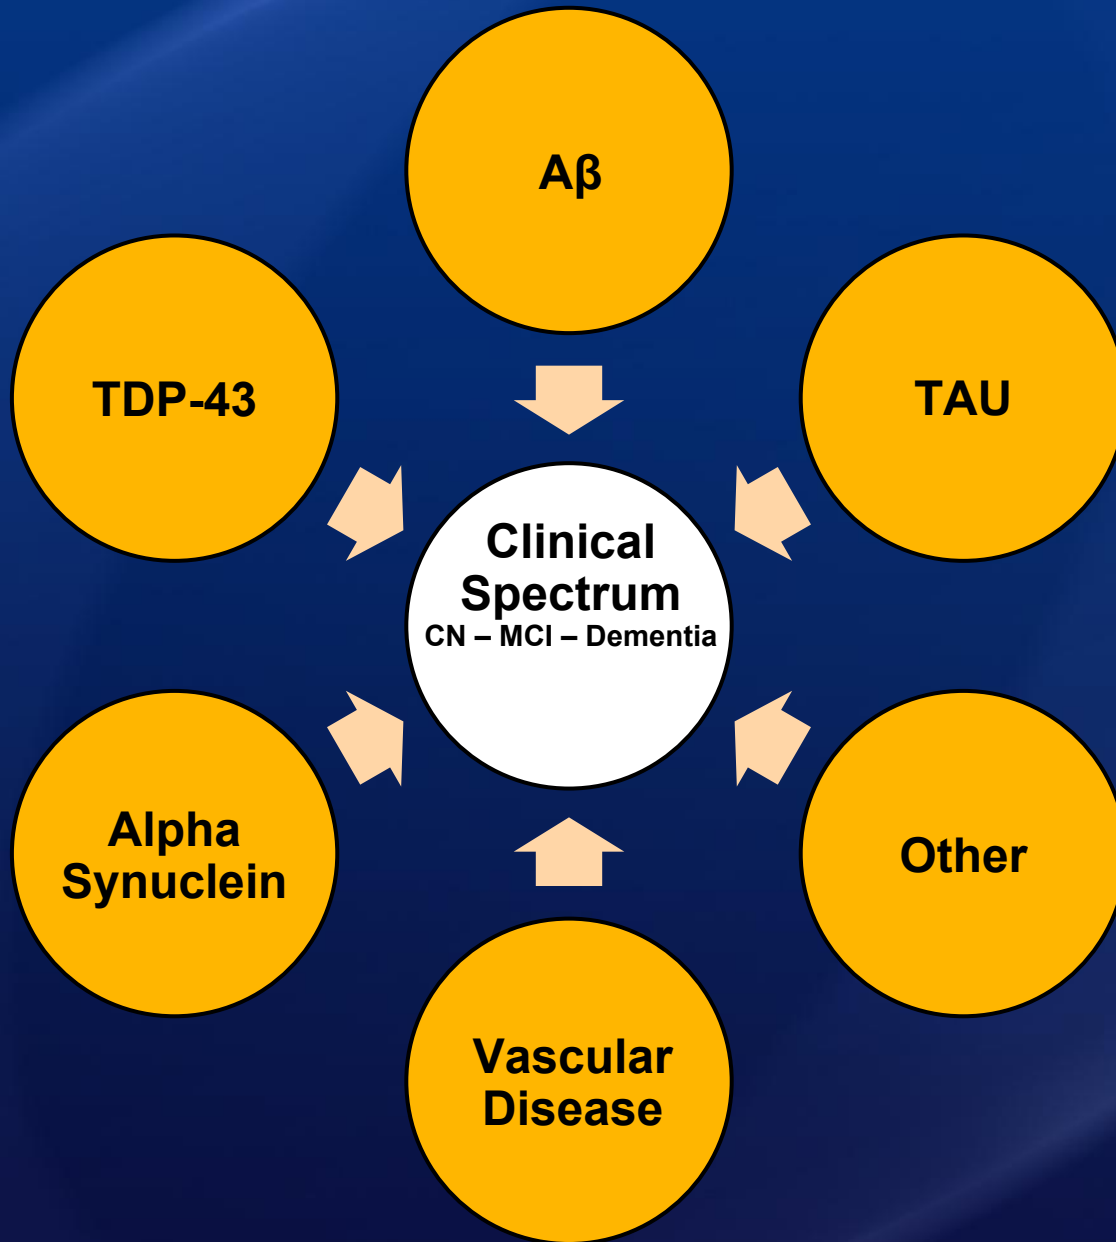 Aβ
TDP-43
TAU
Clinical
Spectrum
CN – MCI – Dementia
Alpha
Synuclein
Other
Vascular
Disease